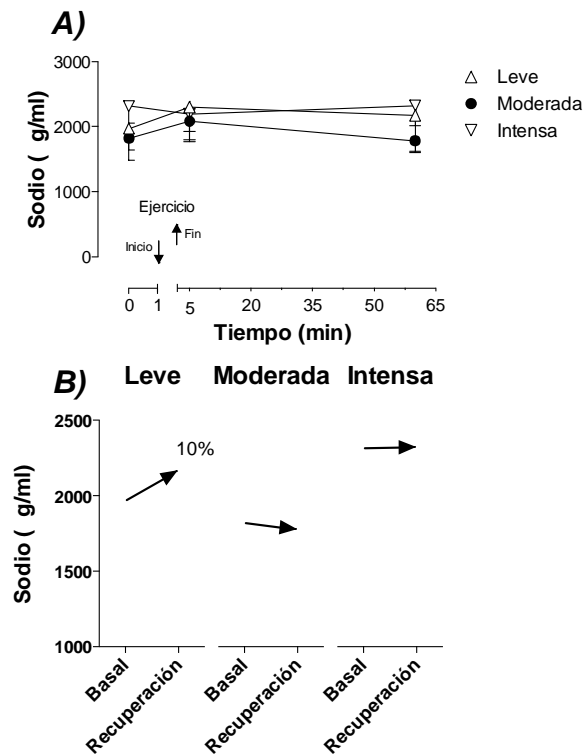 A)
3000
2000
1000
0
Sodio ( g/ml)
Leve
Moderada
Intensa
Ejercicio
Inicio
Fin
0 1 5 20 35 50 65
Tiempo (min)
B)
Leve Moderada Intensa
2500
2000
1500
1000
Sodio ( g/ml)
10%
Basal
Recuperación
Basal
Recuperación
Basal
Recuperación